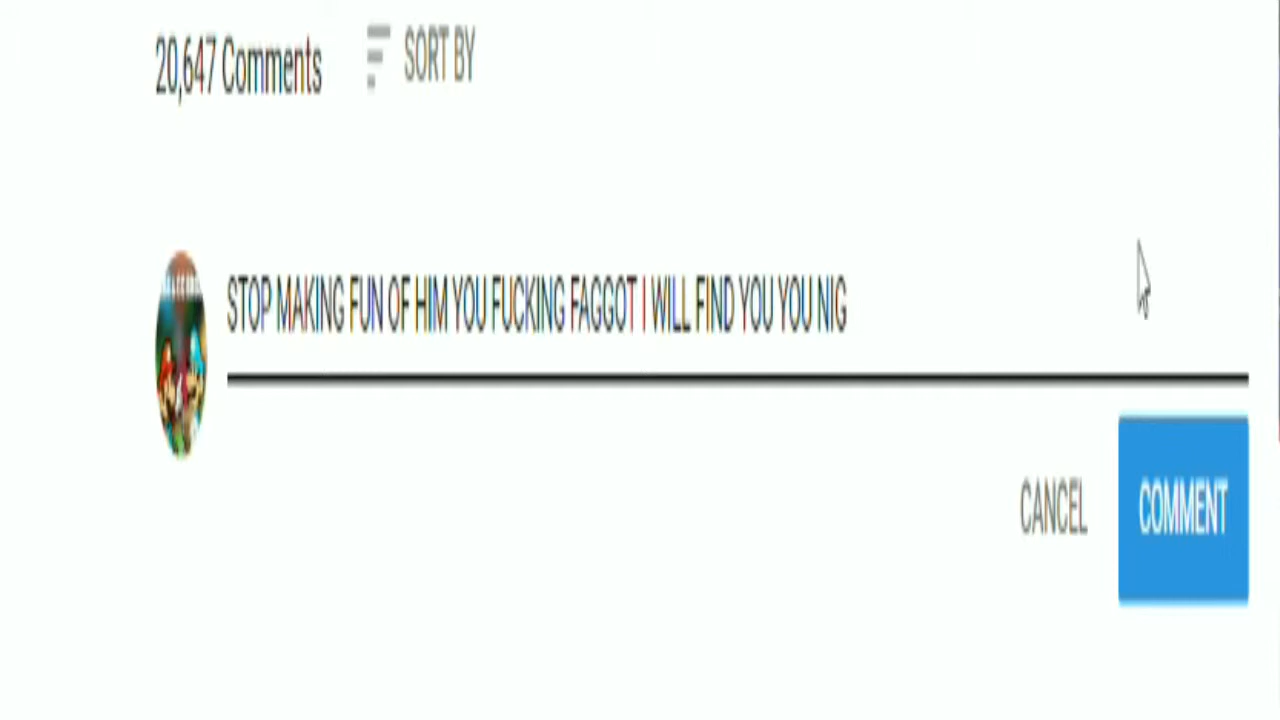 20,647 Comments SORT BY
STOP MAKING FUN OF HIM YOU FUCKING FAGGOT I WILL FIND YOU YOU NIG
CANCEL COMMENT